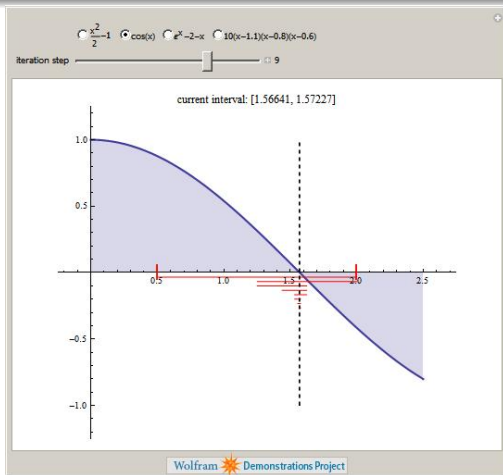 x²/2 −1 cos(x) eˣ −2−x 10(x−1.1)(x−0.8)(x−0.6)
iteration step 9
current interval: [1.56641, 1.57227]
1.0
0.5
0.5 1.0 1.5 2.0 2.5
−0.5
−1.0
Wolfram Demonstrations Project